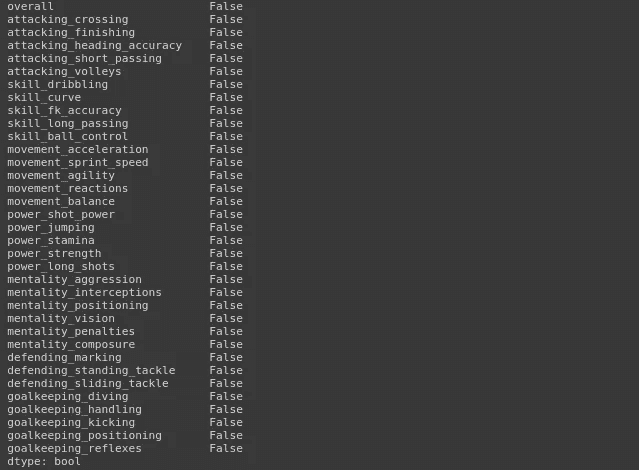 overall False
attacking_crossing False
attacking_finishing False
attacking_heading_accuracy False
attacking_short_passing False
attacking_volleys False
skill_dribbling False
skill_curve False
skill_fk_accuracy False
skill_long_passing False
skill_ball_control False
movement_acceleration False
movement_sprint_speed False
movement_agility False
movement_reactions False
movement_balance False
power_shot_power False
power_jumping False
power_stamina False
power_strength False
power_long_shots False
mentality_aggression False
mentality_interceptions False
mentality_positioning False
mentality_vision False
mentality_penalties False
mentality_composure False
defending_marking False
defending_standing_tackle False
defending_sliding_tackle False
goalkeeping_diving False
goalkeeping_handling False
goalkeeping_kicking False
goalkeeping_positioning False
goalkeeping_reflexes False
dtype: bool